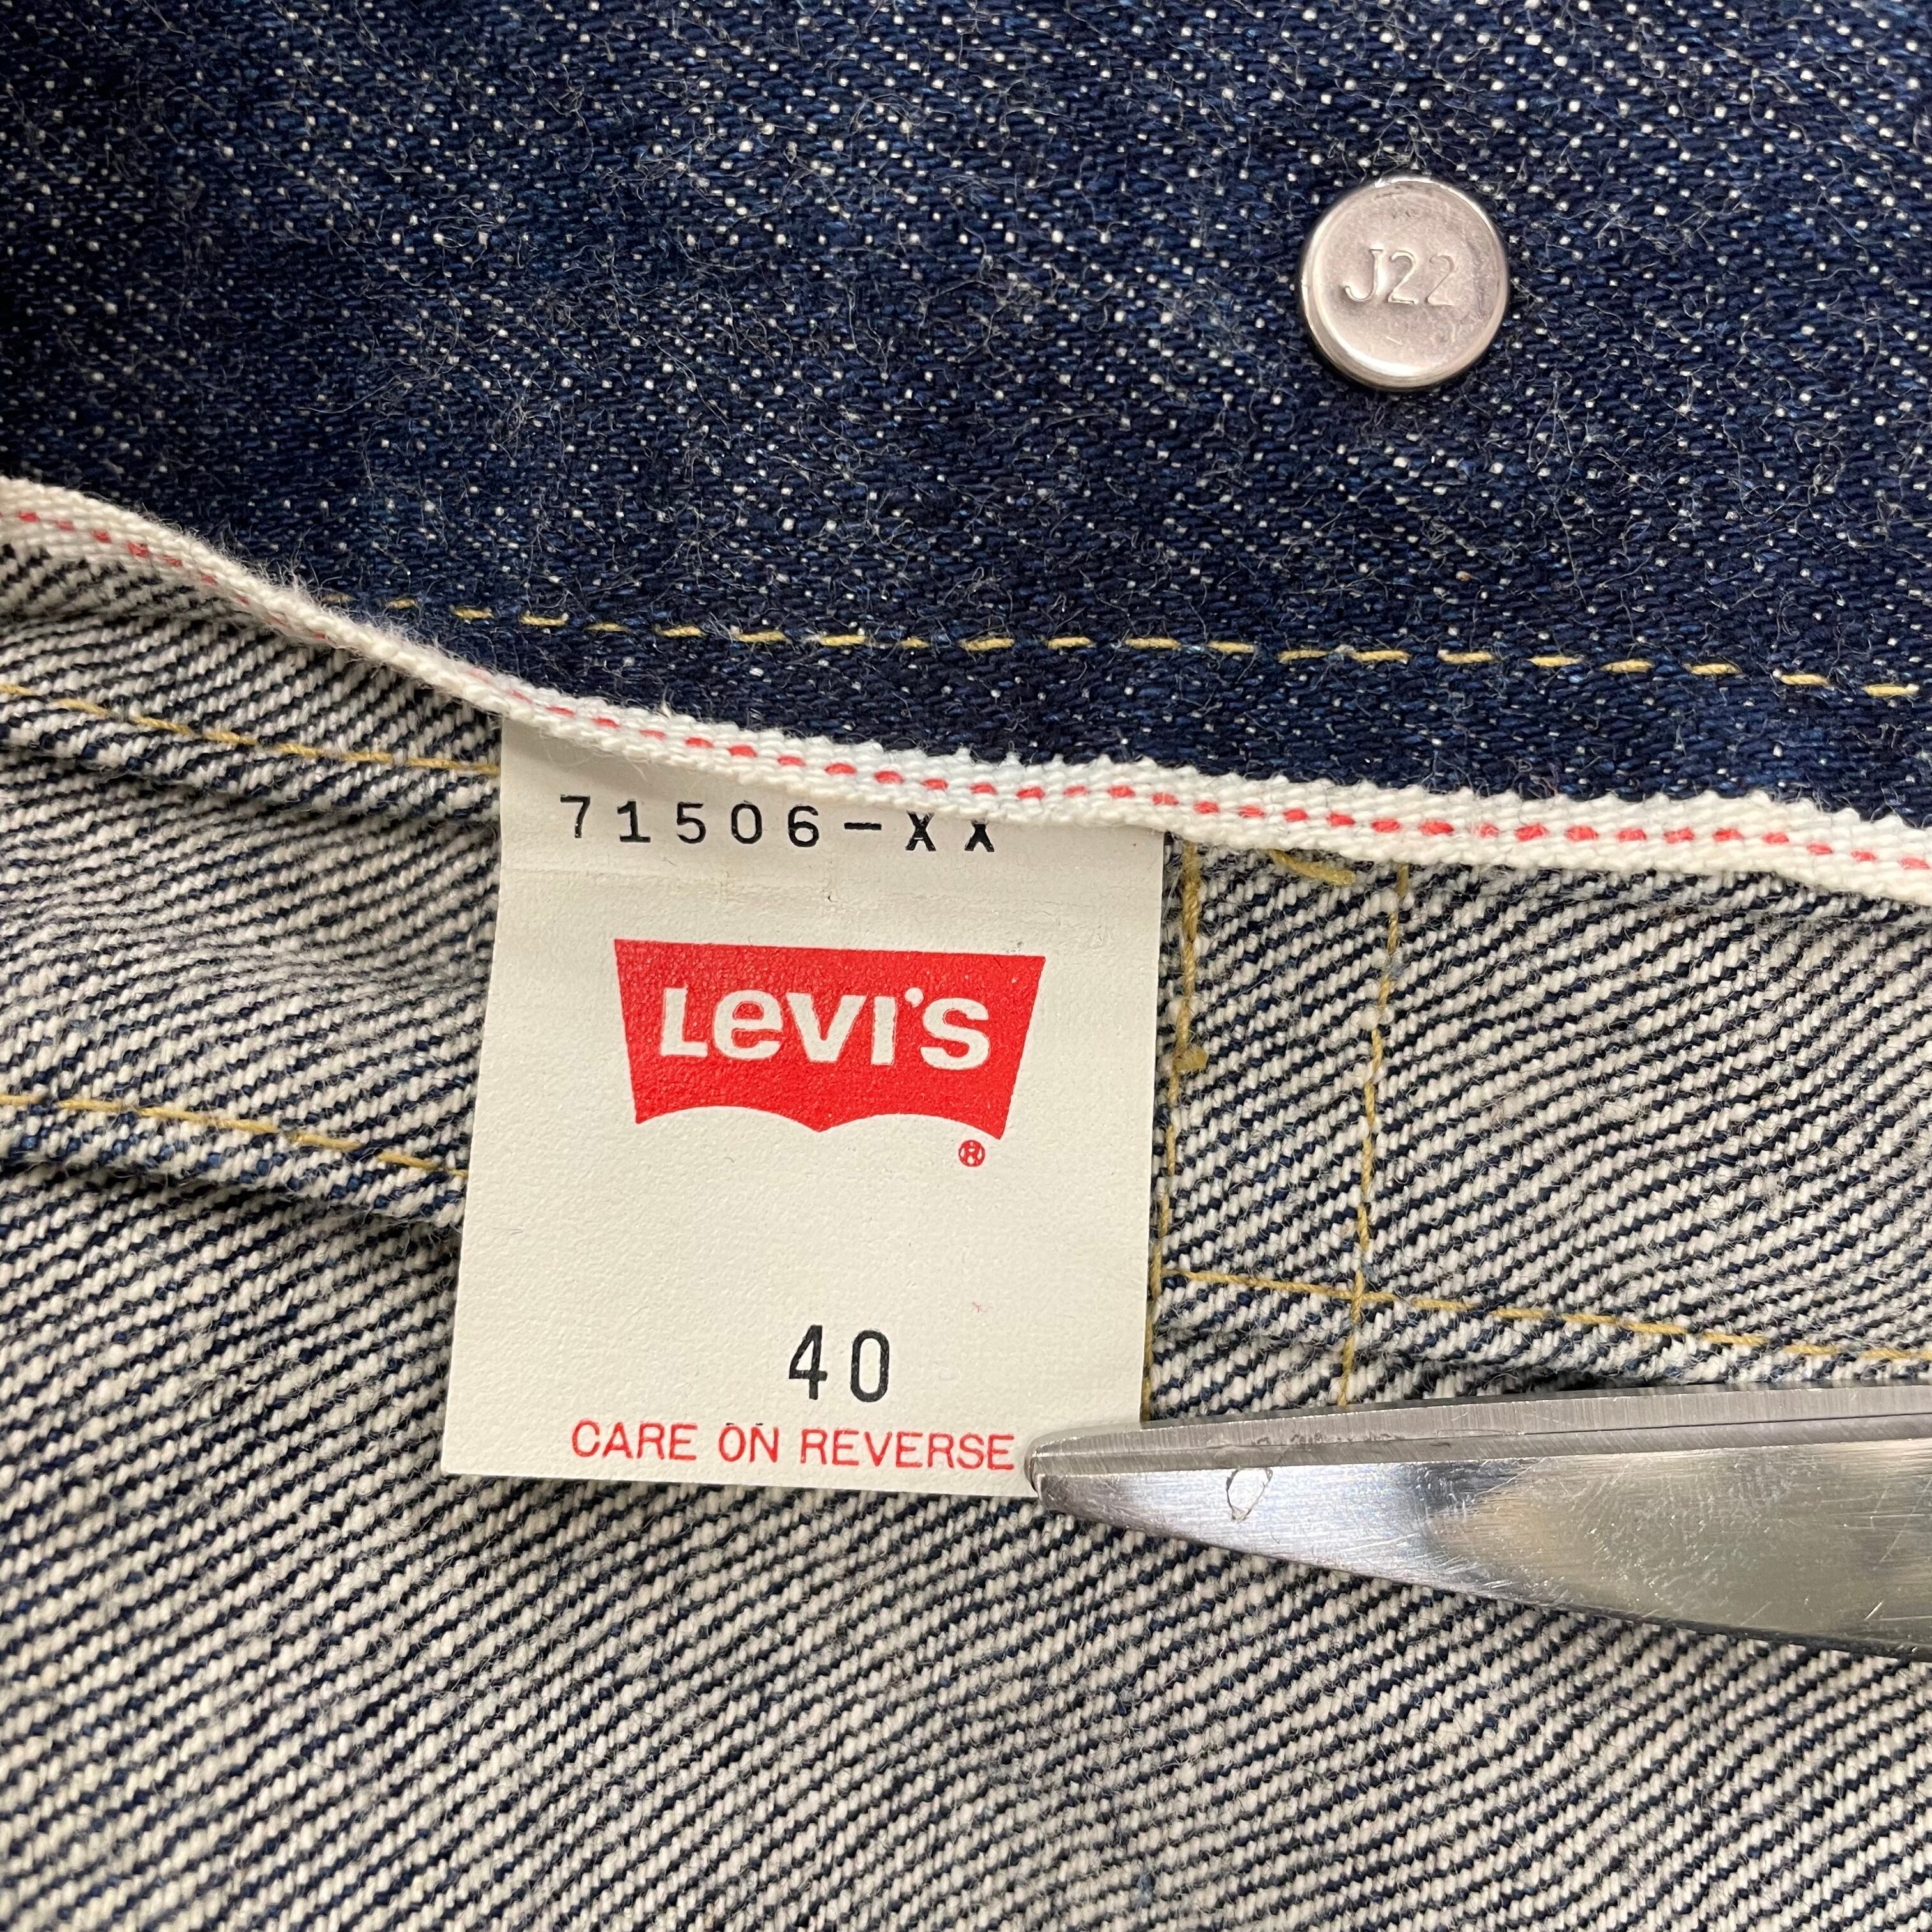 J22
71506-XX
Levi's
®
40
CARE ON REVERSE